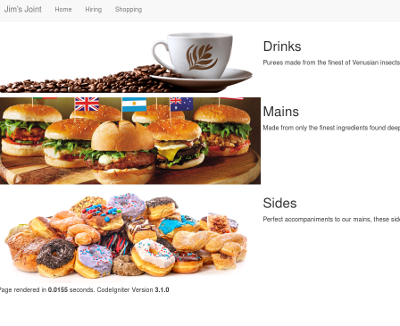 Jim's Joint Home Hiring Shopping
Drinks
Purees made from the finest of Venusian insects
Mains
Made from only the finest ingredients found deep
Sides
Perfect accompaniments to our mains, these
Page rendered in 0.0155 seconds. CodeIgniter Version 3.1.0